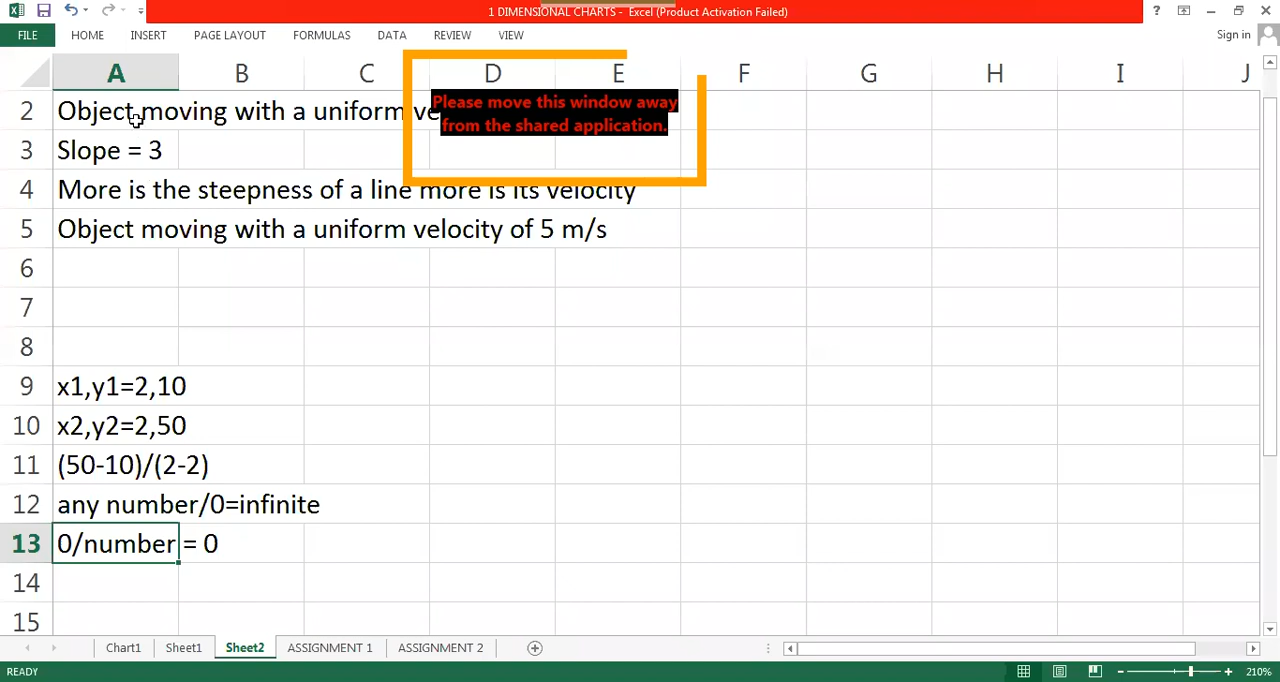 1 DIMENSIONAL CHARTS - Excel (Product Activation Failed)
?
FILE HOME INSERT PAGE LAYOUT FORMULAS DATA REVIEW VIEW
Sign in
A B C D E F G H I J
Please move this window away
from the shared application.
2 Object moving with a uniform ve
3 Slope = 3
4 More is the steepness of a line more is its velocity
5 Object moving with a uniform velocity of 5 m/s
6
7
8
9 x1,y1=2,10
10 x2,y2=2,50
11 (50-10)/(2-2)
12 any number/0=infinite
13 0/number = 0
14
15
Chart1 Sheet1 Sheet2 ASSIGNMENT 1 ASSIGNMENT 2
READY
210%